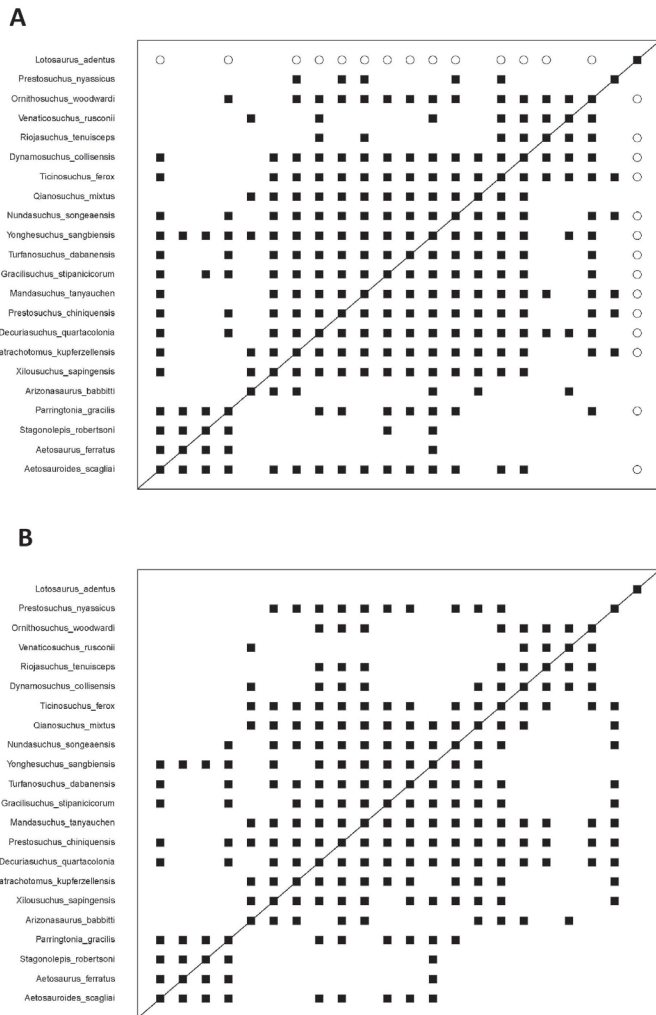 A
Lotosaurus_adentus
Prestosuchus_nyassicus
Ornithosuchus_woodwardi
Venaticosuchus_rusconii
Riojasuchus_tenuisceps
Dynamosuchus_collisensis
Ticinosuchus_ferox
Qianosuchus_mixtus
Nundasuchus_songeaensis
Yonghesuchus_sangbiensis
Turfanosuchus_dabanensis
Gracilisuchus_stipanicicorum
Mandasuchus_tanyauchen
Prestosuchus_chiniquensis
Decuriasuchus_quartacolonia
atrachotomus_kupferzellensis
Xilousuchus_sapingensis
Arizonasaurus_babbitti
Parringtonia_gracilis
Stagonolepis_robertsoni
Aetosaurus_ferratus
Aetosauroides_scagliai
B
Lotosaurus_adentus
Prestosuchus_nyassicus
Ornithosuchus_woodwardi
Venaticosuchus_rusconii
Riojasuchus_tenuisceps
Dynamosuchus_collisensis
Ticinosuchus_ferox
Qianosuchus_mixtus
Nundasuchus_songeaensis
Yonghesuchus_sangbiensis
Turfanosuchus_dabanensis
Gracilisuchus_stipanicicorum
Mandasuchus_tanyauchen
Prestosuchus_chiniquensis
Decuriasuchus_quartacolonia
atrachotomus_kupferzellensis
Xilousuchus_sapingensis
Arizonasaurus_babbitti
Parringtonia_gracilis
Stagonolepis_robertsoni
Aetosaurus_ferratus
Aetosauroides_scagliai